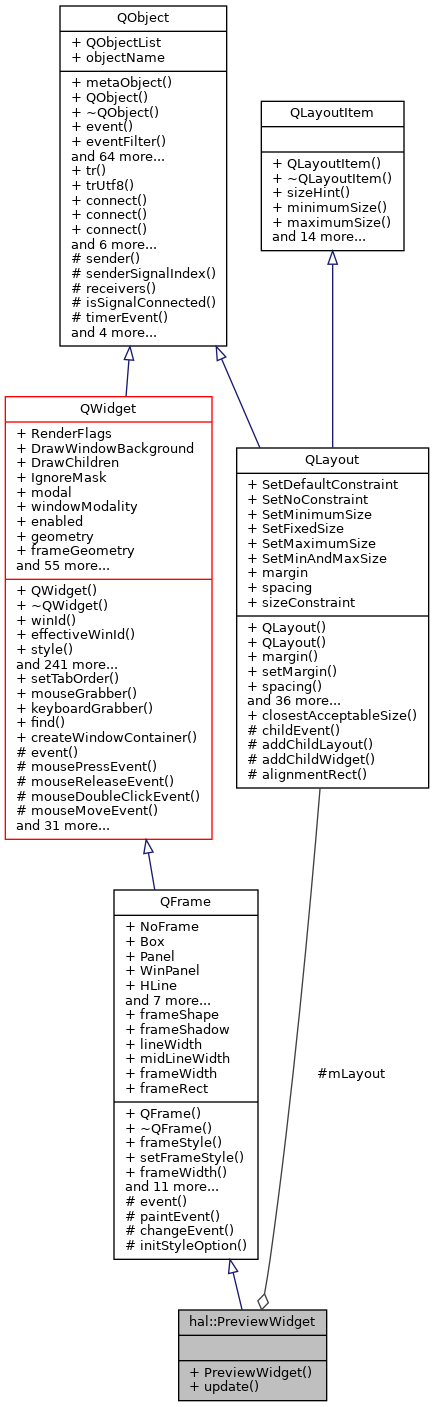 QObject
+ QObjectList
+ objectName
+ metaObject()
+ QObject()
+ ~QObject()
+ event()
+ eventFilter()
and 64 more...
+ tr()
+ trUtf8()
+ connect()
+ connect()
+ connect()
and 6 more...
# sender()
# senderSignalIndex()
# receivers()
# isSignalConnected()
# timerEvent()
and 4 more...
QLayoutItem
+ QLayoutItem()
+ ~QLayoutItem()
+ sizeHint()
+ minimumSize()
+ maximumSize()
and 14 more...
QWidget
+ RenderFlags
+ DrawWindowBackground
+ DrawChildren
+ IgnoreMask
+ modal
+ windowModality
+ enabled
+ geometry
+ frameGeometry
and 55 more...
+ QWidget()
+ ~QWidget()
+ winId()
+ effectiveWinId()
+ style()
and 241 more...
+ setTabOrder()
+ mouseGrabber()
+ keyboardGrabber()
+ find()
+ createWindowContainer()
# event()
# mousePressEvent()
# mouseReleaseEvent()
# mouseDoubleClickEvent()
# mouseMoveEvent()
and 31 more...
QLayout
+ SetDefaultConstraint
+ SetNoConstraint
+ SetMinimumSize
+ SetFixedSize
+ SetMaximumSize
+ SetMinAndMaxSize
+ margin
+ spacing
+ sizeConstraint
+ QLayout()
+ QLayout()
+ margin()
+ setMargin()
+ spacing()
and 36 more...
+ closestAcceptableSize()
# childEvent()
# addChildLayout()
# addChildWidget()
# alignmentRect()
QFrame
+ NoFrame
+ Box
+ Panel
+ WinPanel
+ HLine
and 7 more...
+ frameShape
+ frameShadow
+ lineWidth
+ midLineWidth
+ frameWidth
+ frameRect
+ QFrame()
+ ~QFrame()
+ frameStyle()
+ setFrameStyle()
+ frameWidth()
and 11 more...
# event()
# paintEvent()
# changeEvent()
# initStyleOption()
#mLayout
hal::PreviewWidget
+ PreviewWidget()
+ update()